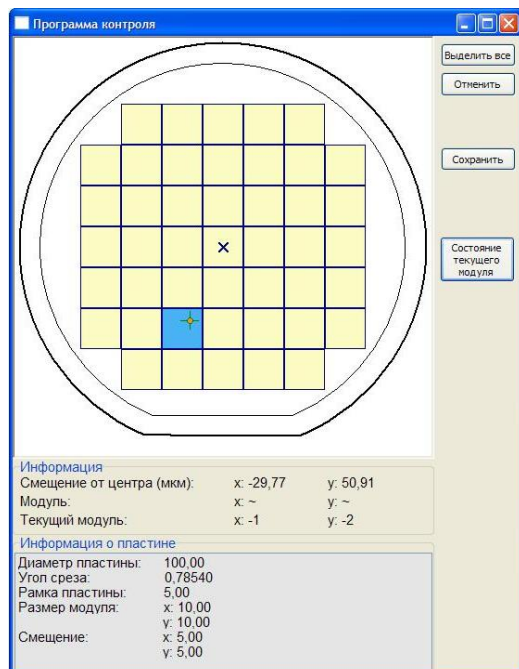 Программа контроля
Выделить все
Отменить
Сохранить
Состояние
текущего
модуля
Информация
Смещение от центра (мкм): x: -29,77 y: 50,91
Модуль: x: ~ y: ~
Текущий модуль: x: -1 y: -2
Информация о пластине
Диаметр пластины: 100,00
Угол среза: 0,78540
Рамка пластины: 5,00
Размер модуля: x: 10,00
y: 10,00
Смещение: x: 5,00
y: 5,00